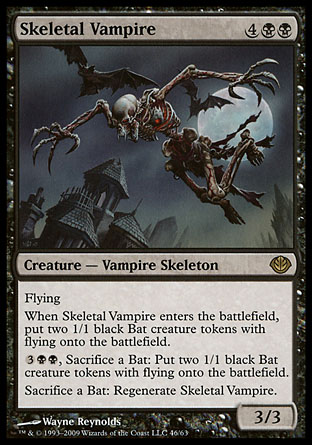 Skeletal Vampire 4
Creature — Vampire Skeleton
Flying
When Skeletal Vampire enters the battlefield,
put two 1/1 black Bat creature tokens with
flying onto the battlefield.
3, Sacrifice a Bat: Put two 1/1 black Bat
creature tokens with flying onto the battlefield.
Sacrifice a Bat: Regenerate Skeletal Vampire.
Wayne Reynolds
™ & © 1993–2009 Wizards of the Coast LLC 46/63
3/3